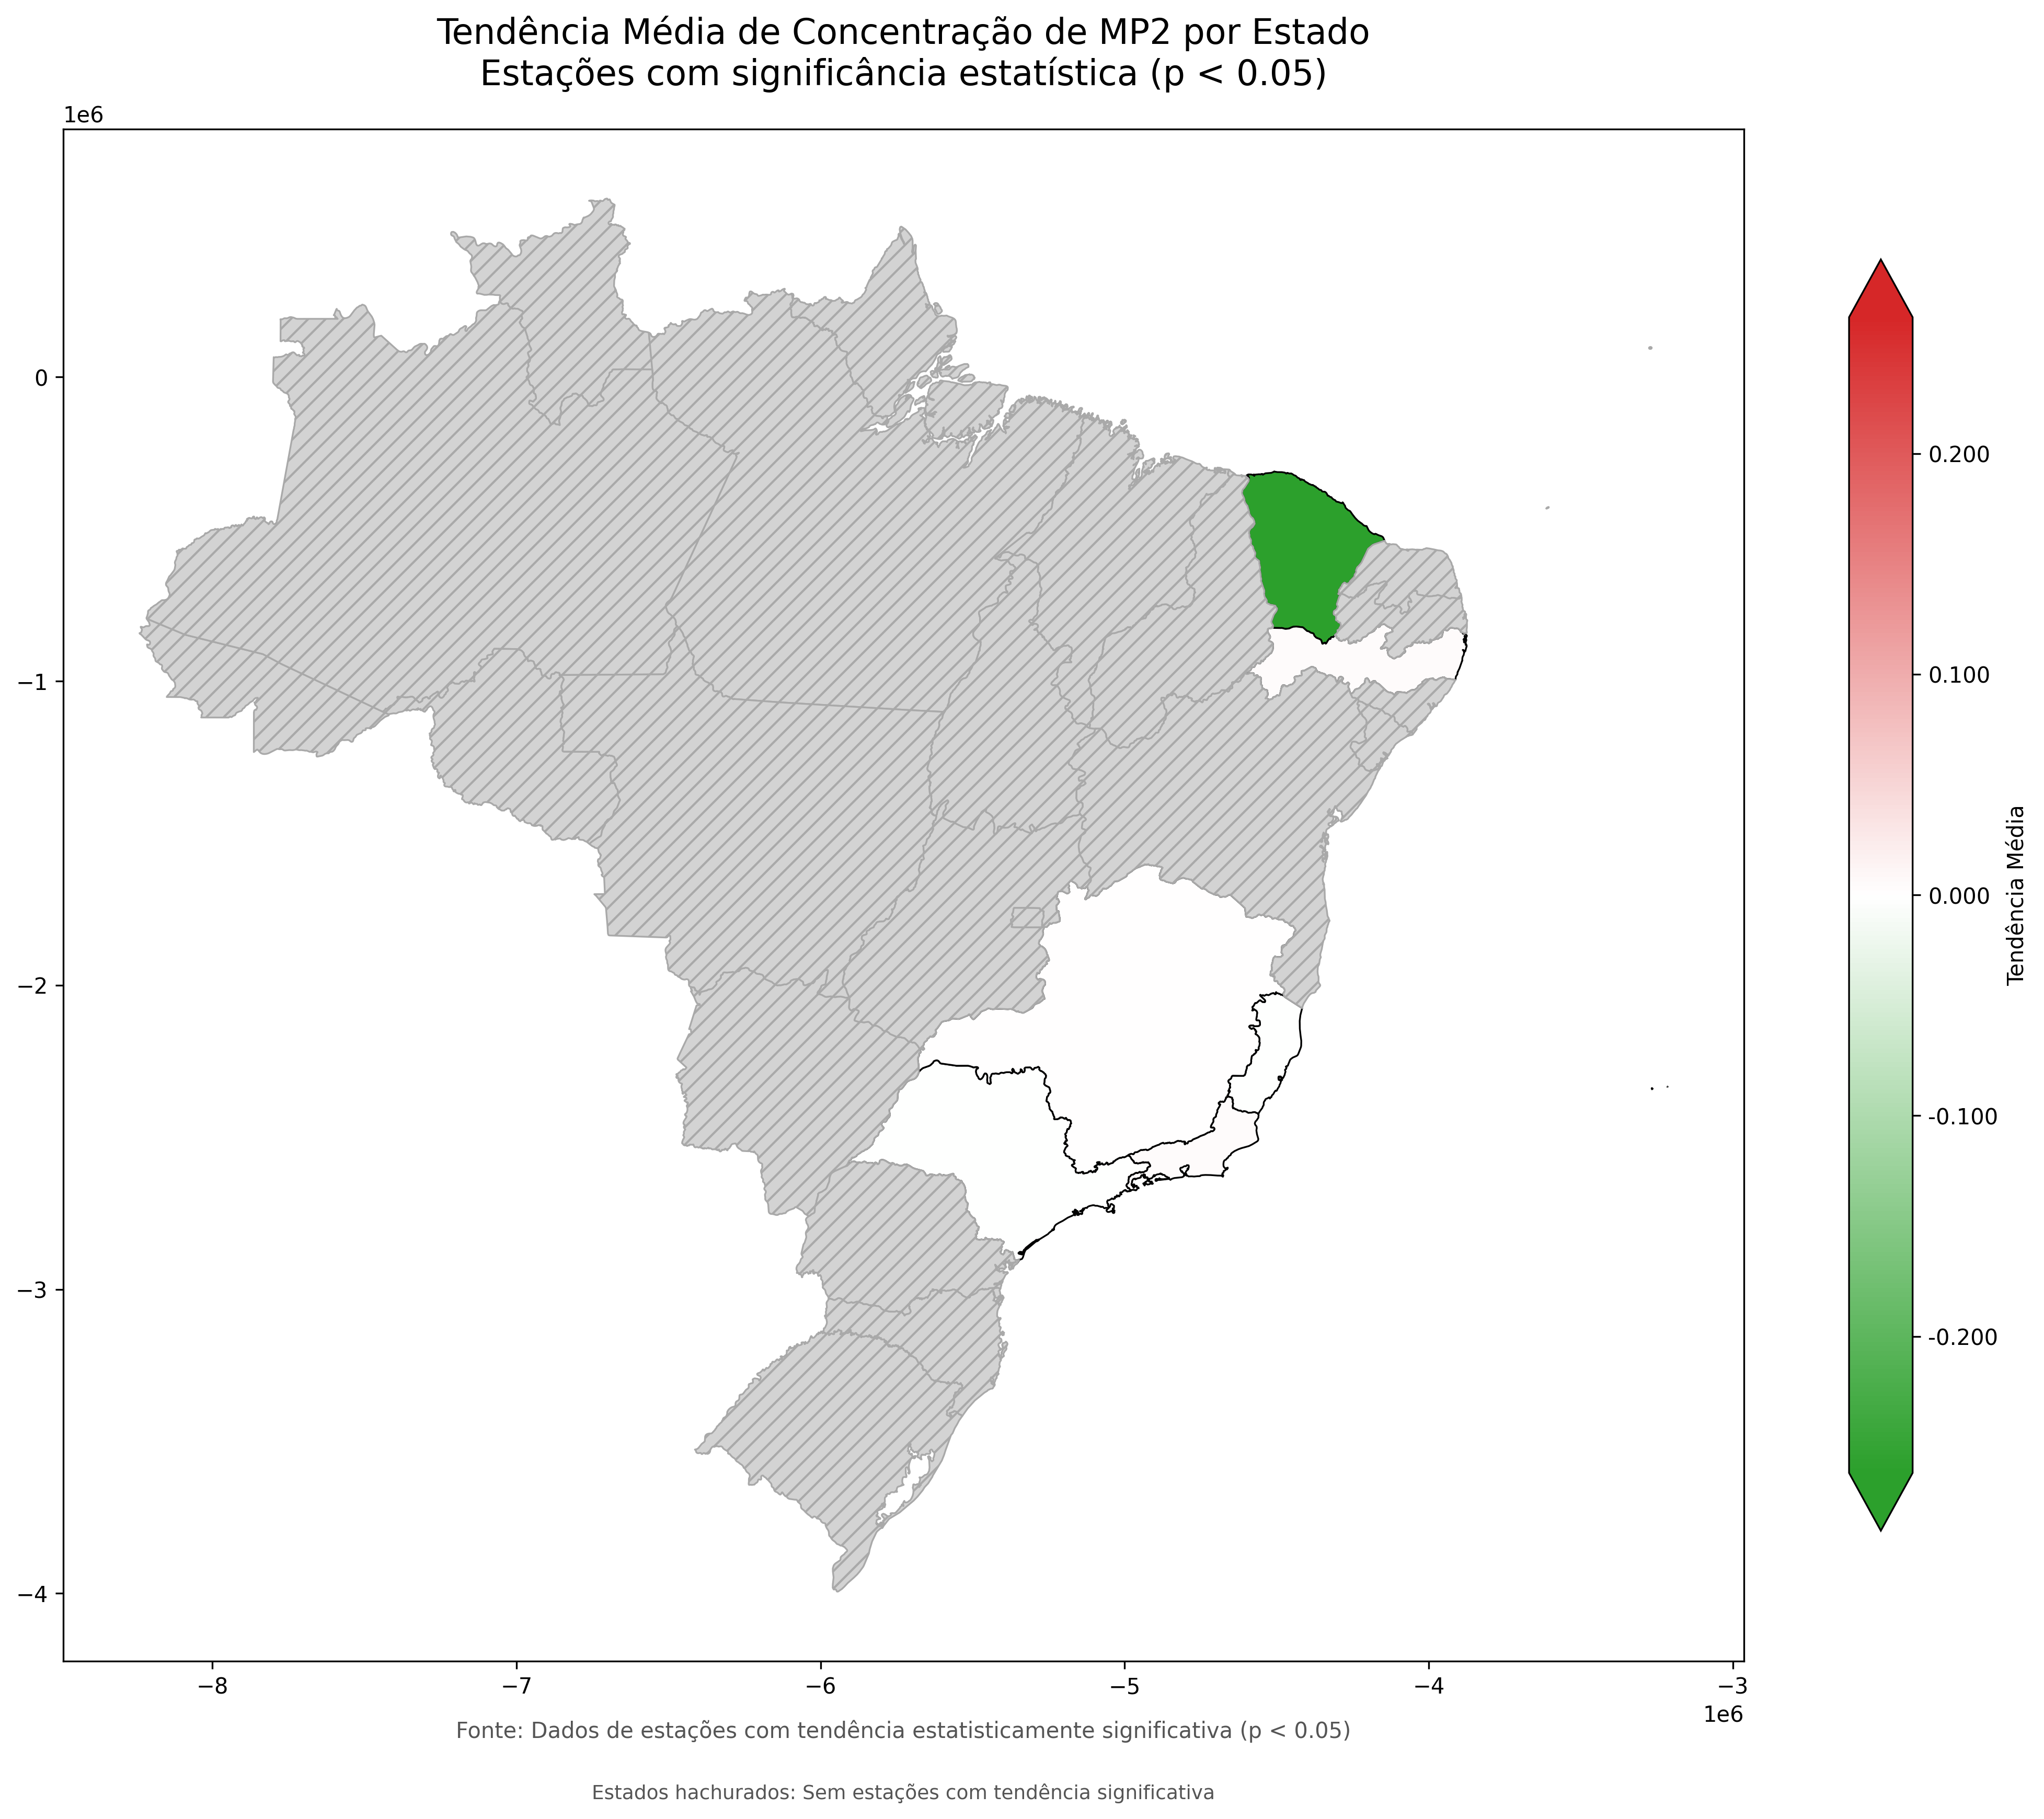 Tendência Média de Concentração de MP2 por Estado
Estações com significância estatística (p < 0.05)
1e6
0
−1
−2
−3
−4
−8
−7
−6
−5
−4
−3
1e6
0.200
0.100
0.000
-0.100
-0.200
Tendência Média
Fonte: Dados de estações com tendência estatisticamente significativa (p < 0.05)
Estados hachurados: Sem estações com tendência significativa